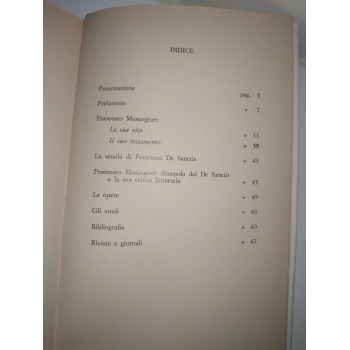 INDICE
Presentazione PAG. 5
Prefazione » 7
Francesco Moscogiuri:
La sua vita » 11
Il suo testamento » 39
La scuola di Francesco De Sanctis » 43
Francesco Moscogiuri discepolo del De Sanctis
e la sua critica letteraria » 45
Le opere » 49
Gli studi » 61
Bibliografia » 63
Riviste e giornali » 67